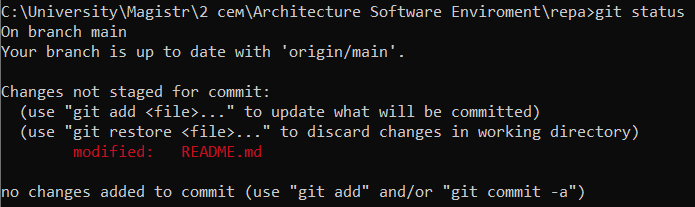 C:\University\Magistr\2 сем\Architecture Software Enviroment\repa>git status
On branch main
Your branch is up to date with 'origin/main'.
Changes not staged for commit:
(use "git add <file>..." to update what will be committed)
(use "git restore <file>..." to discard changes in working directory)
modified: README.md
no changes added to commit (use "git add" and/or "git commit -a")